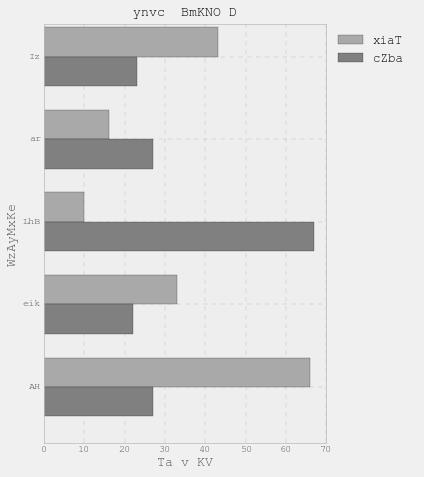 ynvc  BmKNO D
xiaT
cZba
Iz
ar
LhB
eik
AH
WzAyMxKe
0 10 20 30 40 50 60 70
Ta v KV